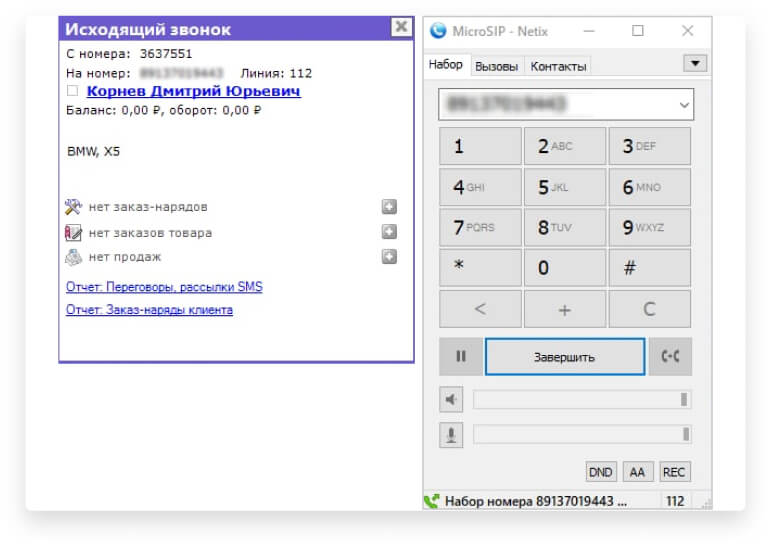 Исходящий звонок
С номера: 3637551
На номер: Линия: 112
Корнев Дмитрий Юрьевич
Баланс: 0,00 ₽, оборот: 0,00 ₽
BMW, X5
нет заказ-нарядов
нет заказов товара
нет продаж
Отчет: Переговоры, рассылки SMS
Отчет: Заказ-наряды клиента
MicroSIP - Netix
Набор Вызовы Контакты
1 2 ABC 3 DEF
4 GHI 5 JKL 6 MNO
7 PQRS 8 TUV 9 WXYZ
* 0 #
< + C
Завершить
DND AA REC
Набор номера 89137019443 ... 112